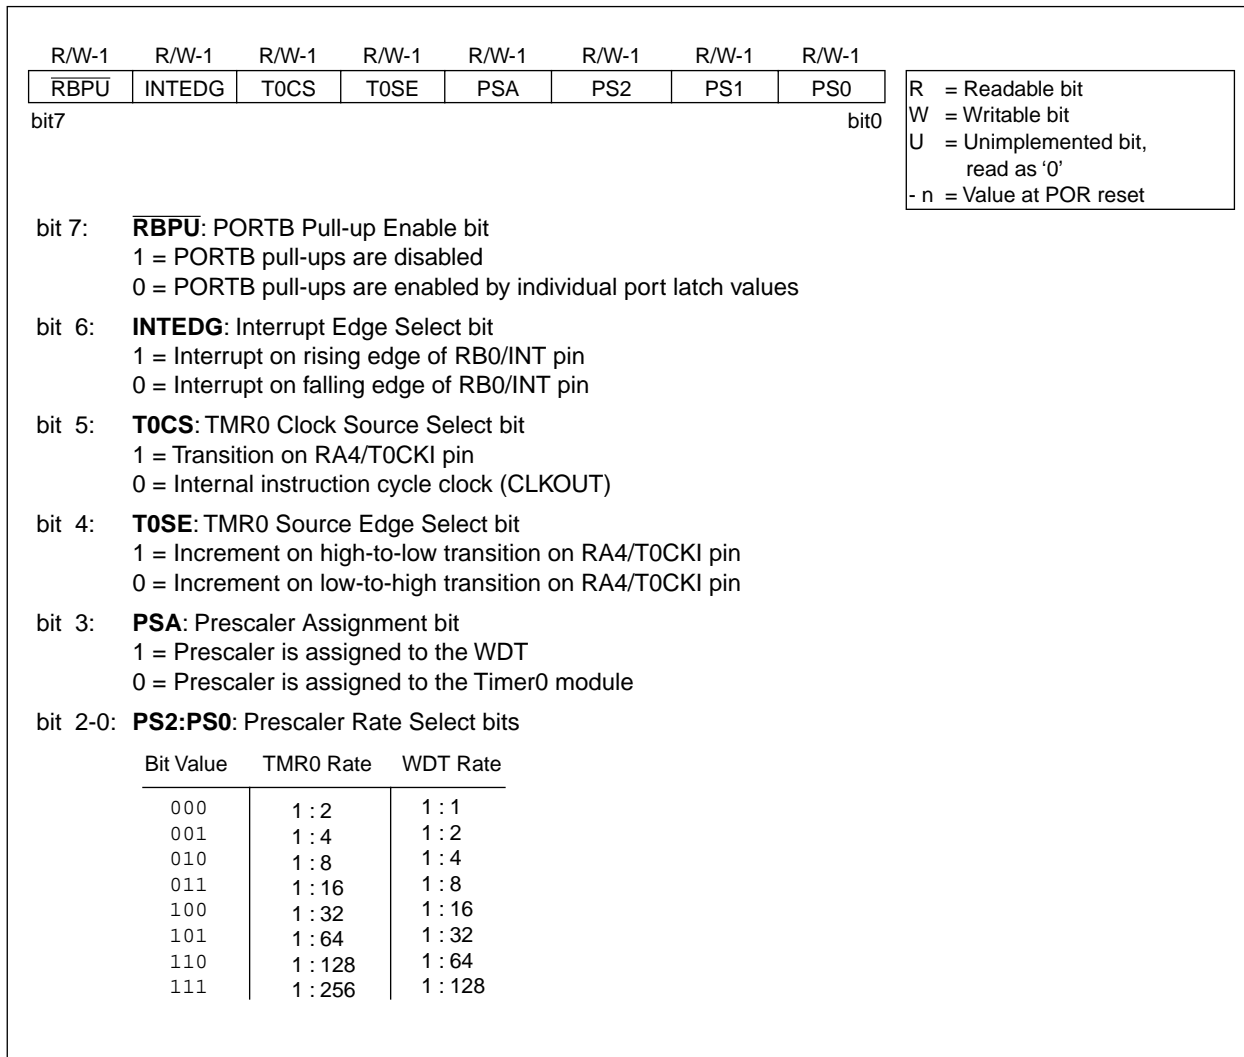 R/W-1 R/W-1 R/W-1 R/W-1 R/W-1 R/W-1 R/W-1 R/W-1
RBPU INTEDG T0CS T0SE PSA PS2 PS1 PS0
bit7 bit0
R = Readable bit
W = Writable bit
U = Unimplemented bit,
read as ‘0’
- n = Value at POR reset
bit 7: RBPU: PORTB Pull-up Enable bit
1 = PORTB pull-ups are disabled
0 = PORTB pull-ups are enabled by individual port latch values
bit 6: INTEDG: Interrupt Edge Select bit
1 = Interrupt on rising edge of RB0/INT pin
0 = Interrupt on falling edge of RB0/INT pin
bit 5: T0CS: TMR0 Clock Source Select bit
1 = Transition on RA4/T0CKI pin
0 = Internal instruction cycle clock (CLKOUT)
bit 4: T0SE: TMR0 Source Edge Select bit
1 = Increment on high-to-low transition on RA4/T0CKI pin
0 = Increment on low-to-high transition on RA4/T0CKI pin
bit 3: PSA: Prescaler Assignment bit
1 = Prescaler is assigned to the WDT
0 = Prescaler is assigned to the Timer0 module
bit 2-0: PS2:PS0: Prescaler Rate Select bits
Bit Value TMR0 Rate WDT Rate
000 1 : 2 1 : 1
001 1 : 4 1 : 2
010 1 : 8 1 : 4
011 1 : 16 1 : 8
100 1 : 32 1 : 16
101 1 : 64 1 : 32
110 1 : 128 1 : 64
111 1 : 256 1 : 128